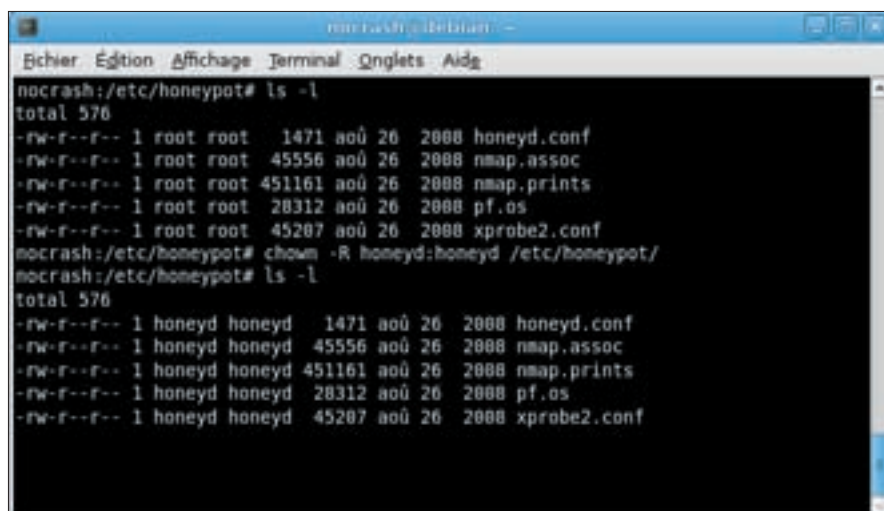 nocrash@debian: ~
Fichier Édition Affichage Terminal Onglets Aide
nocrash:/etc/honeypot# ls -l
total 576
-rw-r--r-- 1 root root 1471 aoû 26 2008 honeyd.conf
-rw-r--r-- 1 root root 45556 aoû 26 2008 nmap.assoc
-rw-r--r-- 1 root root 451161 aoû 26 2008 nmap.prints
-rw-r--r-- 1 root root 28312 aoû 26 2008 pf.os
-rw-r--r-- 1 root root 45207 aoû 26 2008 xprobe2.conf
nocrash:/etc/honeypot# chown -R honeyd:honeyd /etc/honeypot/
nocrash:/etc/honeypot# ls -l
total 576
-rw-r--r-- 1 honeyd honeyd 1471 aoû 26 2008 honeyd.conf
-rw-r--r-- 1 honeyd honeyd 45556 aoû 26 2008 nmap.assoc
-rw-r--r-- 1 honeyd honeyd 451161 aoû 26 2008 nmap.prints
-rw-r--r-- 1 honeyd honeyd 28312 aoû 26 2008 pf.os
-rw-r--r-- 1 honeyd honeyd 45207 aoû 26 2008 xprobe2.conf